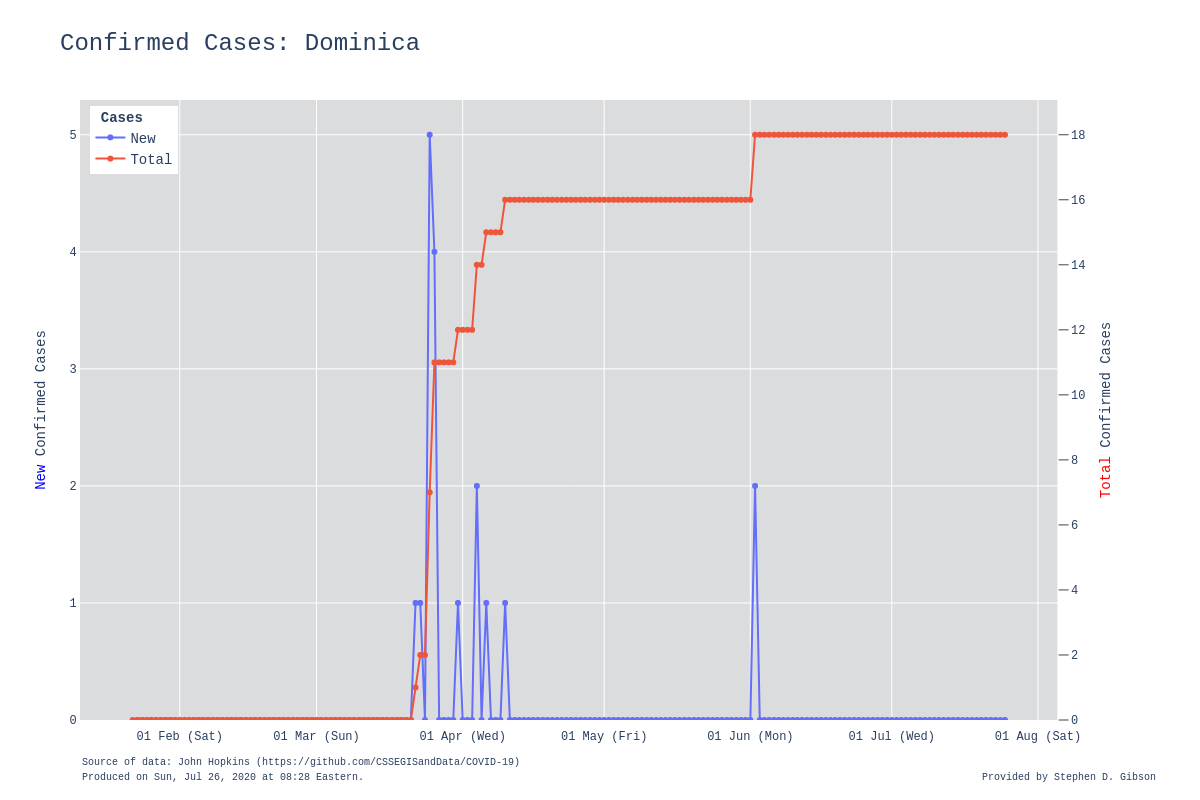 Confirmed Cases: Dominica
Cases
New
Total
5
4
3
2
1
0
New Confirmed Cases
18
16
14
12
10
8
6
4
2
0
Total Confirmed Cases
01 Feb (Sat) 01 Mar (Sun) 01 Apr (Wed) 01 May (Fri) 01 Jun (Mon) 01 Jul (Wed) 01 Aug (Sat)
Source of data: John Hopkins (https://github.com/CSSEGISandData/COVID-19)
Produced on Sun, Jul 26, 2020 at 08:28 Eastern.
Provided by Stephen D. Gibson